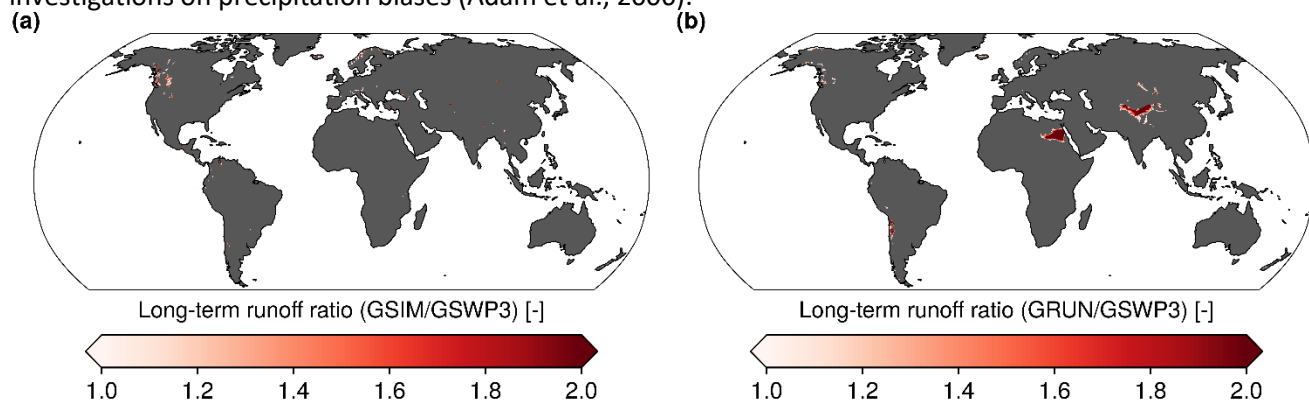 investigations on precipitation biases (Adam et al., 2006).
(a)
(b)
Long-term runoff ratio (GSIM/GSWP3) [-]
1.0 1.2 1.4 1.6 1.8 2.0
Long-term runoff ratio (GRUN/GSWP3) [-]
1.0 1.2 1.4 1.6 1.8 2.0